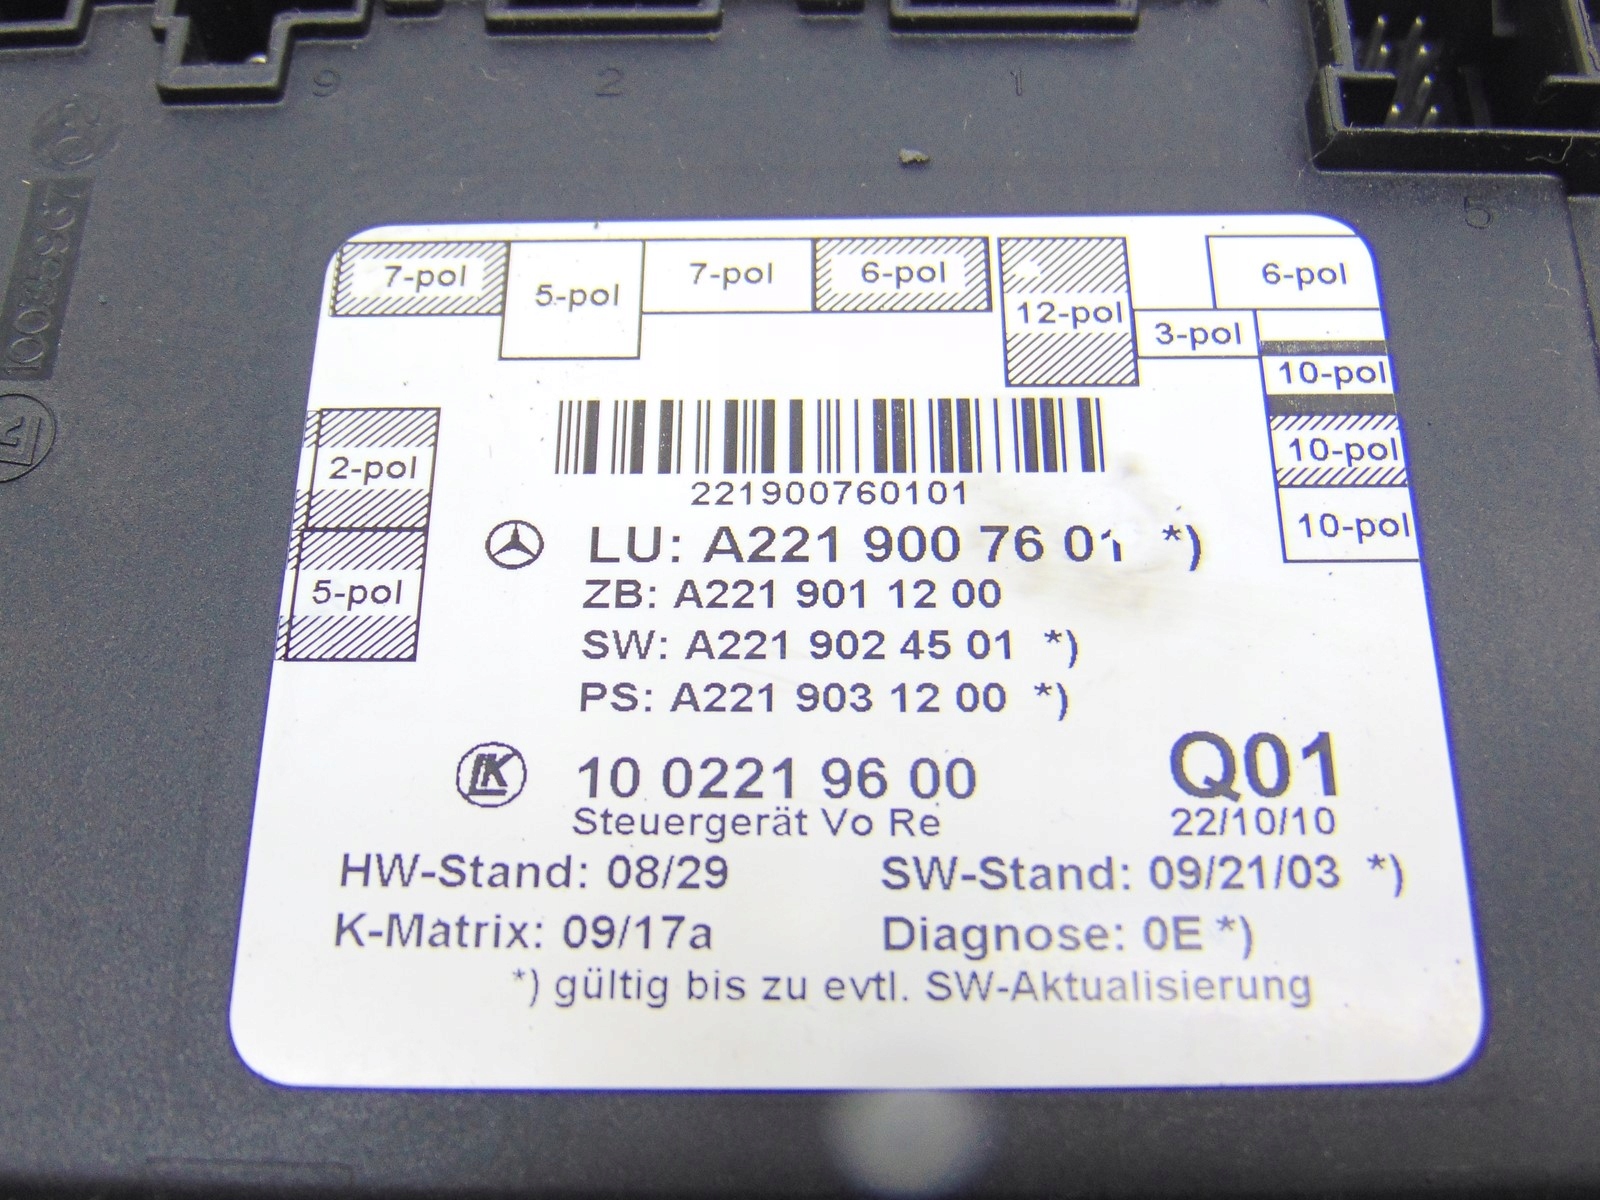 9
2
1
5
02
1008596
7-pol
5-pol
7-pol
6-pol
12-pol
3-pol
6-pol
10-pol
10-pol
10-pol
2-pol
5-pol
221900760101
LU: A221 900 76 01 *)
ZB: A221 901 12 00
SW: A221 902 45 01 *)
PS: A221 903 12 00 *)
LK 10 0221 96 00 Q01
Steuergerät Vo Re 22/10/10
HW-Stand: 08/29 SW-Stand: 09/21/03 *)
K-Matrix: 09/17a Diagnose: 0E *)
*) gültig bis zu evtl. SW-Aktualisierung